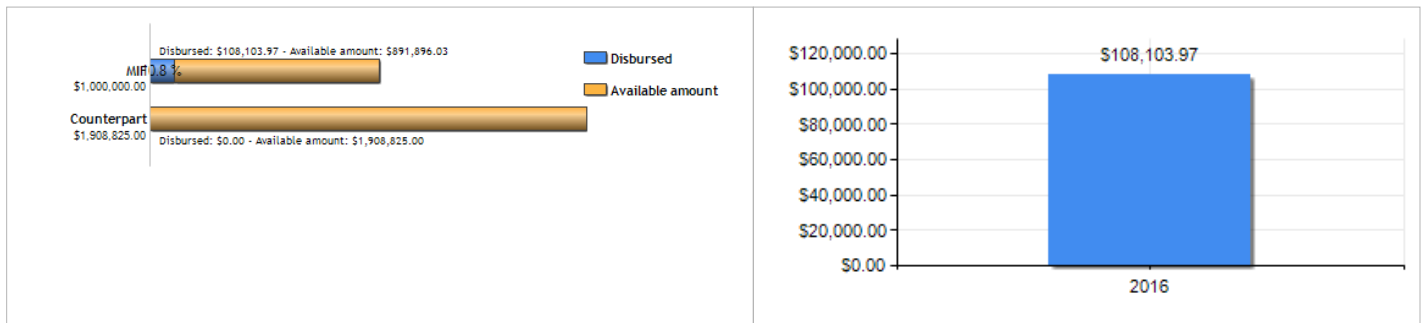 Disbursed: $108,103.97 - Available amount: $891,896.03
MIF
0.8 %
$1,000,000.00
Counterpart
$1,908,825.00
Disbursed: $0.00 - Available amount: $1,908,825.00
Disbursed
Available amount
$120,000.00
$100,000.00
$80,000.00
$60,000.00
$40,000.00
$20,000.00
$0.00
$108,103.97
2016